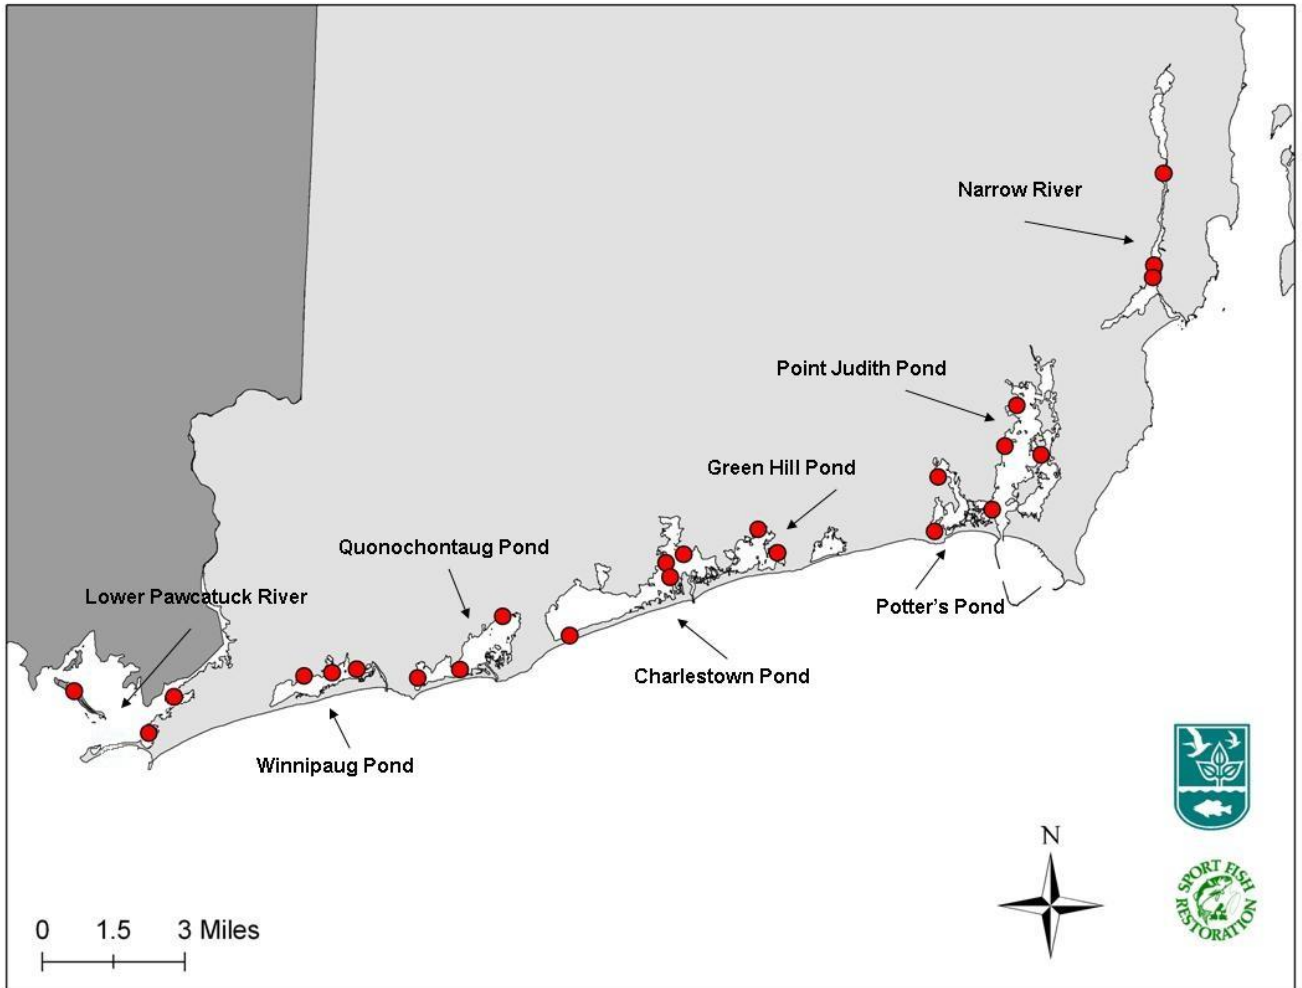 Narrow River
Point Judith Pond
Green Hill Pond
Quonochontaug Pond
Lower Pawcatuck River
Potter's Pond
Charlestown Pond
Winnipaug Pond
N
SPORT FISH
RESTORATION
0 1.5 3 Miles